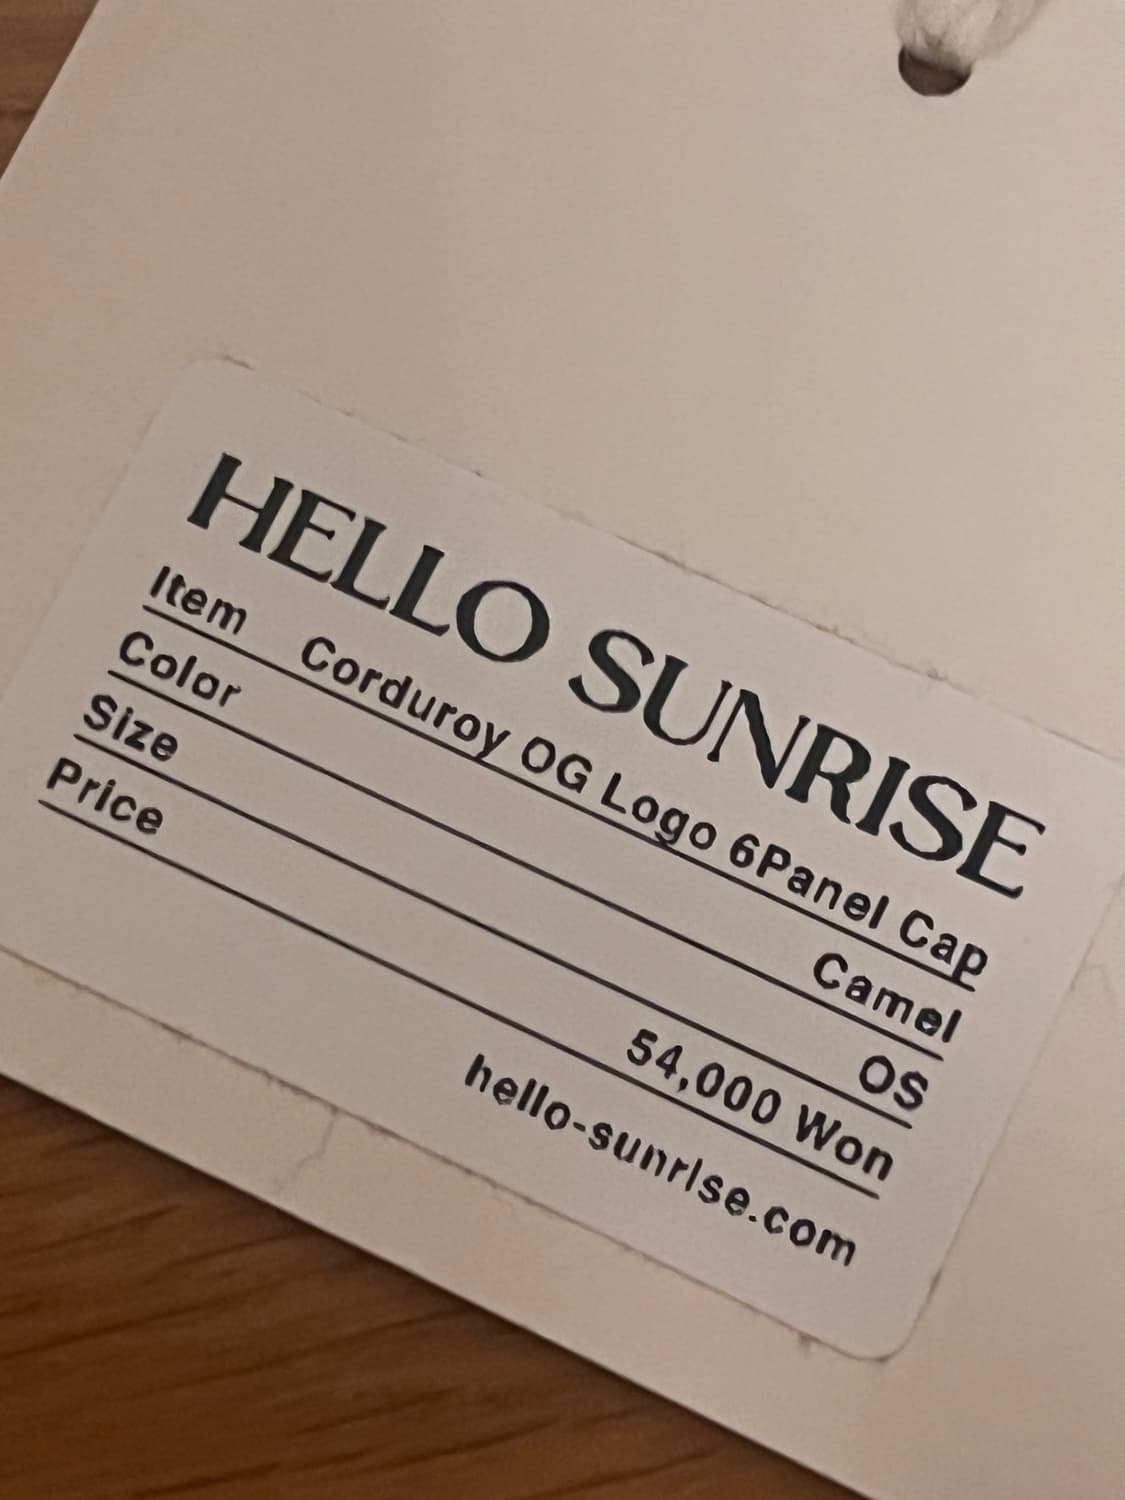 HELLO SUNRISE
Item Corduroy OG Logo 6Panel Cap
Color Camel
Size OS
Price 54,000 Won
hello-sunrise.com